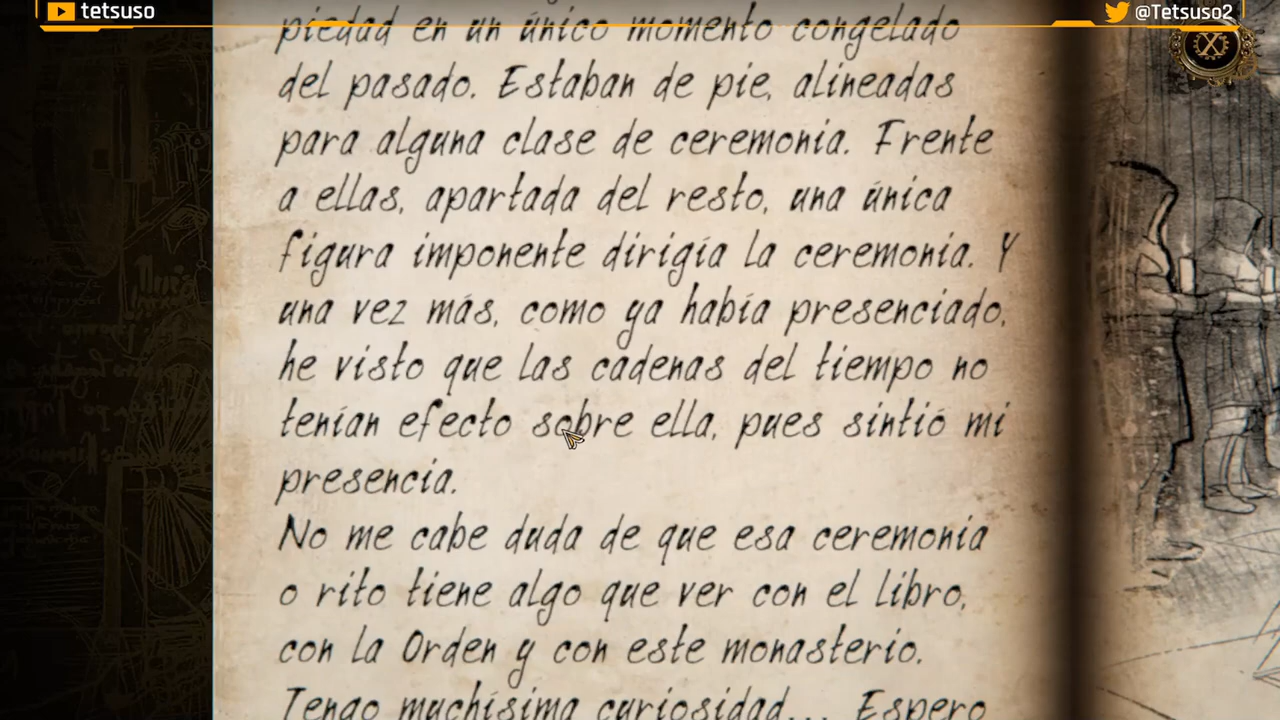 tetsuso
@Tetsuso2
piedad en un único momento congelado
del pasado. Estaban de pie, alineadas
para alguna clase de ceremonia. Frente
a ellas, apartada del resto, una única
figura imponente dirigía la ceremonia. Y
una vez más, como ya había presenciado,
he visto que las cadenas del tiempo no
tenían efecto sobre ella, pues sintió mi
presencia.
No me cabe duda de que esa ceremonia
o rito tiene algo que ver con el libro,
con la Orden y con este monasterio.
Tengo muchísima curiosidad... Espero